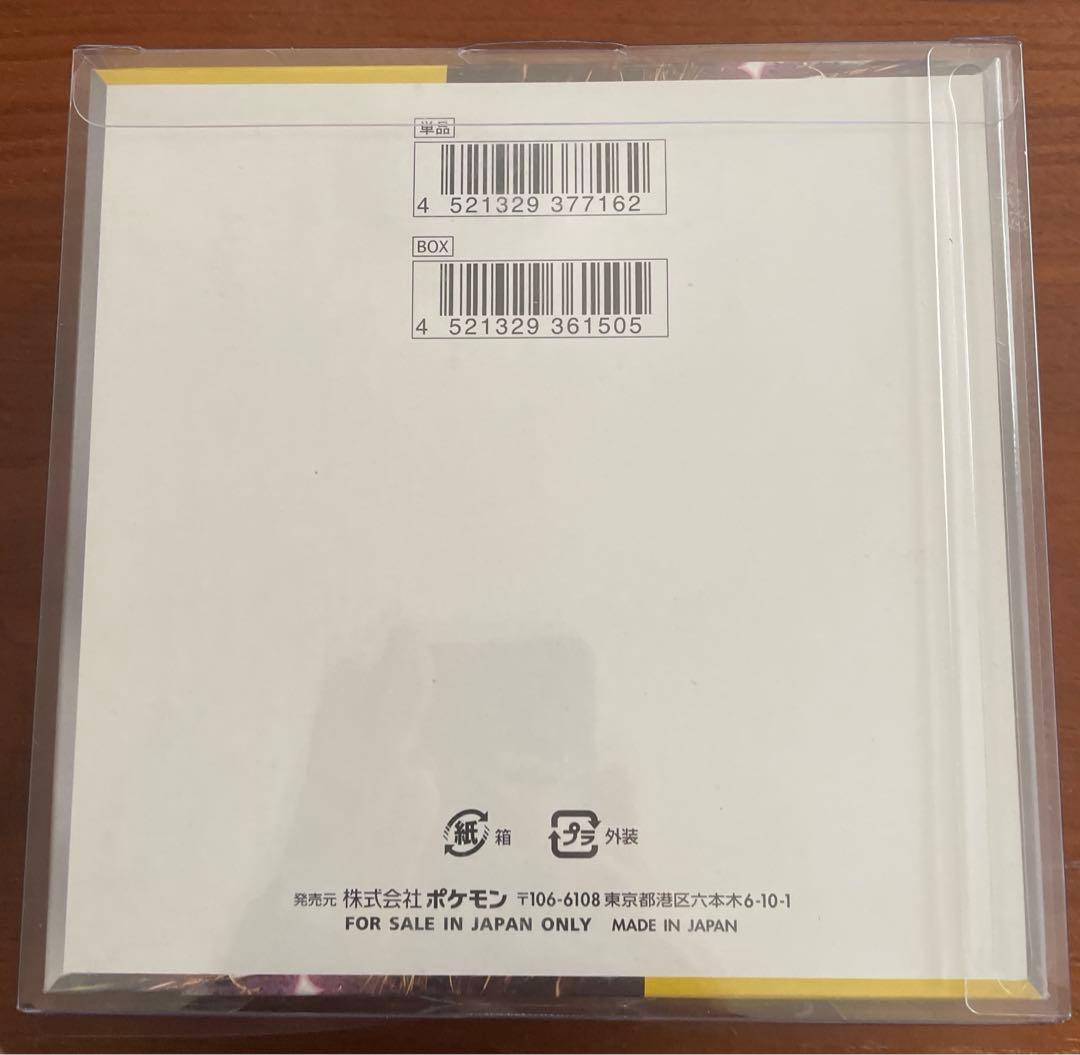 単品
4 521329 377162
BOX
4 521329 361505
紙 箱 プラ 外装
発売元 株式会社 ポケモン 〒106-6108 東京都港区六本木6-10-1
FOR SALE IN JAPAN ONLY MADE IN JAPAN